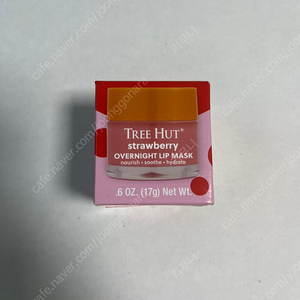 TREE HUT®
strawberry
OVERNIGHT LIP MASK
nourish • soothe • hydrate
.6 OZ. (17g) Net Wt.